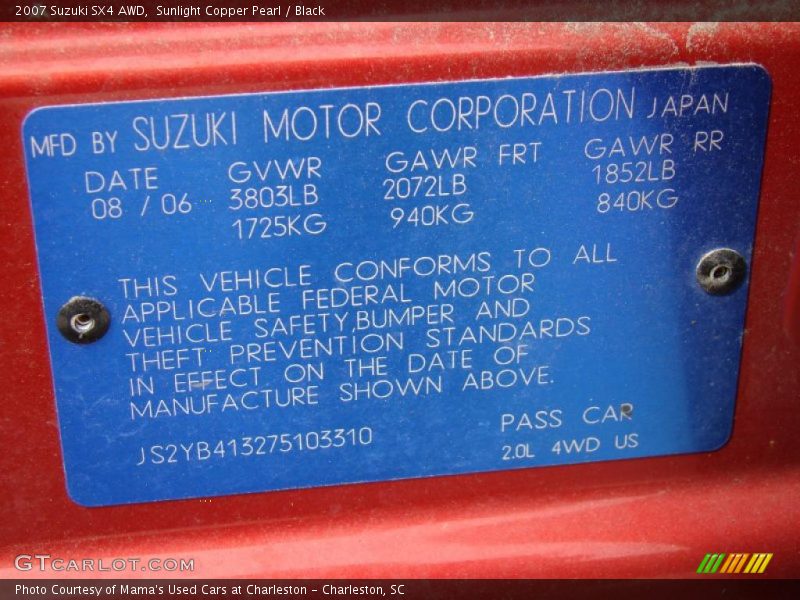 2007 Suzuki SX4 AWD,  Sunlight Copper Pearl / Black
MFD BY SUZUKI MOTOR CORPORATION JAPAN
DATE GVWR GAWR FRT GAWR RR
08 / 06 3803LB 2072LB 1852LB
1725KG 940KG 840KG
THIS VEHICLE CONFORMS TO ALL
APPLICABLE FEDERAL MOTOR
VEHICLE SAFETY,BUMPER AND
THEFT PREVENTION STANDARDS
IN EFFECT ON THE DATE OF
MANUFACTURE SHOWN ABOVE.
JS2YB413275103310 PASS CAR
2.0L 4WD US
GTCARLOT.COM
Photo Courtesy of Mama's Used Cars at Charleston - Charleston, SC